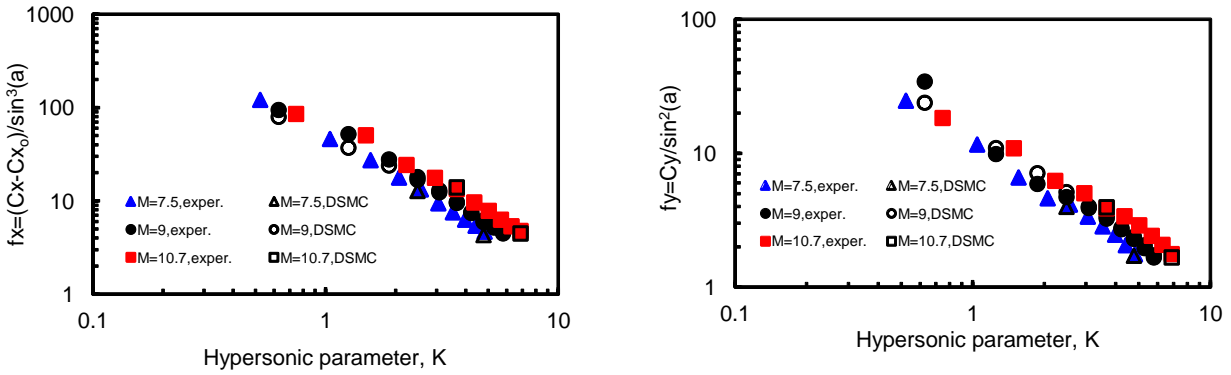 fx=(Cx-Cxo)/sin3(a)
1000
100
10
1
0.1
1
10
Hypersonic parameter, K
M=7.5,exper.
M=7.5,DSMC
M=9,exper.
M=9,DSMC
M=10.7,exper.
M=10.7,DSMC
fy=Cy/sin2(a)
100
10
1
0.1
1
10
Hypersonic parameter, K
M=7.5,exper.
M=7.5,DSMC
M=9,exper.
M=9,DSMC
M=10.7,exper.
M=10.7,DSMC